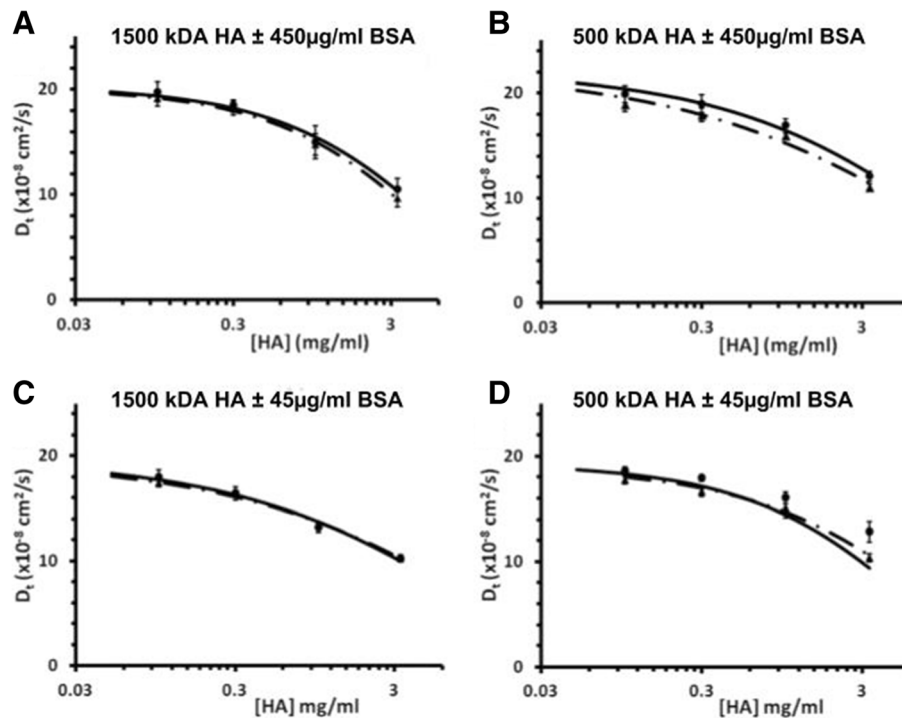 A
1500 kDA HA ± 450µg/ml BSA
20
10
0
Dt (x10-8 cm2/s)
0.03
0.3
3
[HA] (mg/ml)
B
500 kDA HA ± 450µg/ml BSA
20
10
0
Dt (x10-8 cm2/s)
0.03
0.3
3
[HA] (mg/ml)
C
1500 kDA HA ± 45µg/ml BSA
20
10
0
Dt (x10-8 cm2/s)
0.03
0.3
3
[HA] mg/ml
D
500 kDA HA ± 45µg/ml BSA
20
10
0
Dt (x10-8 cm2/s)
0.03
0.3
3
[HA] mg/ml